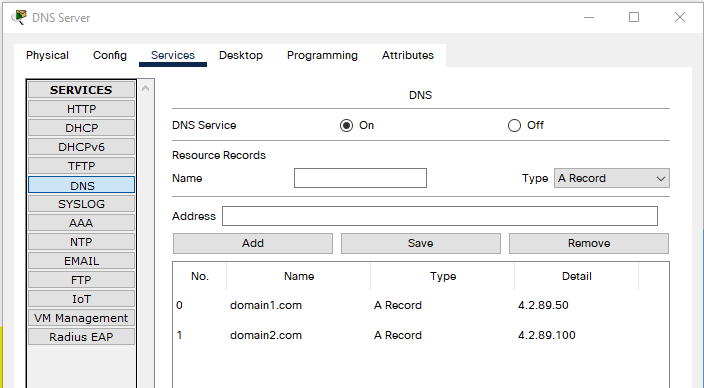 DNS Server
Physical Config Services Desktop Programming Attributes
SERVICES
HTTP
DHCP
DHCPv6
TFTP
DNS
SYSLOG
AAA
NTP
EMAIL
FTP
IoT
VM Management
Radius EAP
DNS
DNS Service On Off
Resource Records
Name Type A Record
Address
Add Save Remove
No. Name Type Detail
0 domain1.com A Record 4.2.89.50
1 domain2.com A Record 4.2.89.100